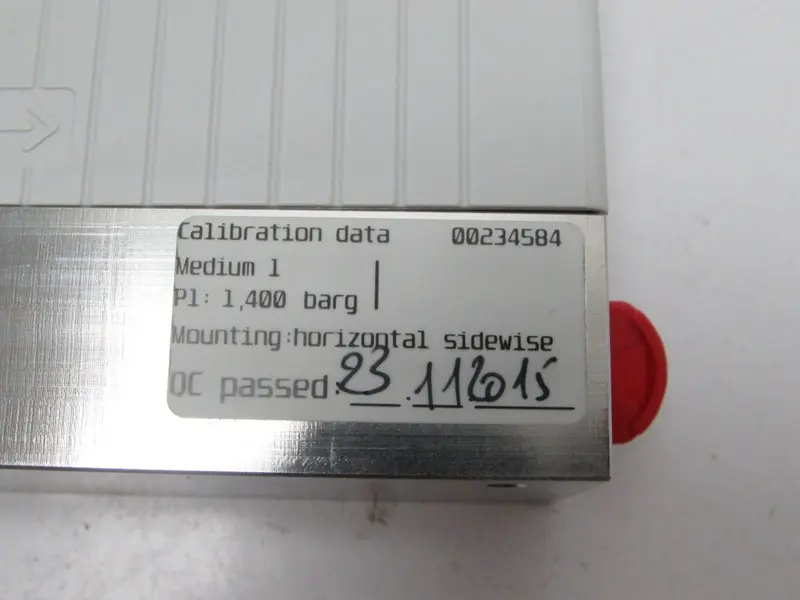 Calibration data 00234584
Medium 1
P1: 1,400 barg
Mounting:horizontal sidewise
QC passed: 23.11 2015